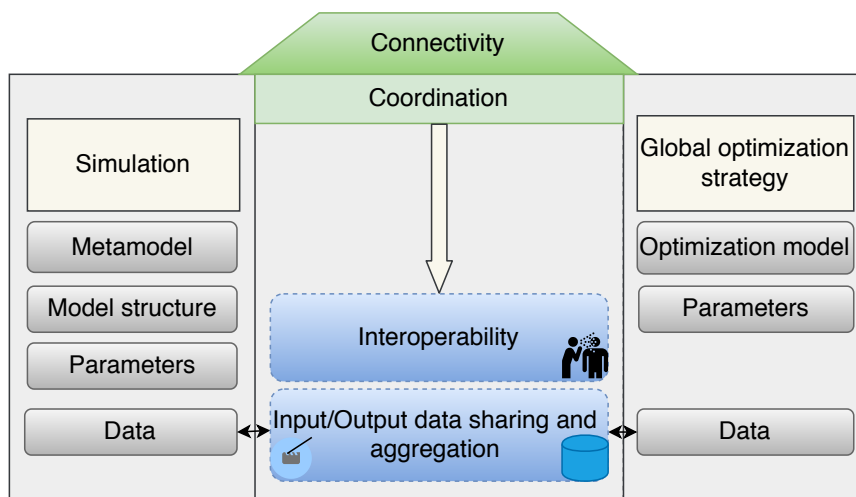 Connectivity
Coordination
Simulation
Metamodel
Model structure
Parameters
Data
Interoperability
Input/Output data sharing and
aggregation
Global optimization
strategy
Optimization model
Parameters
Data